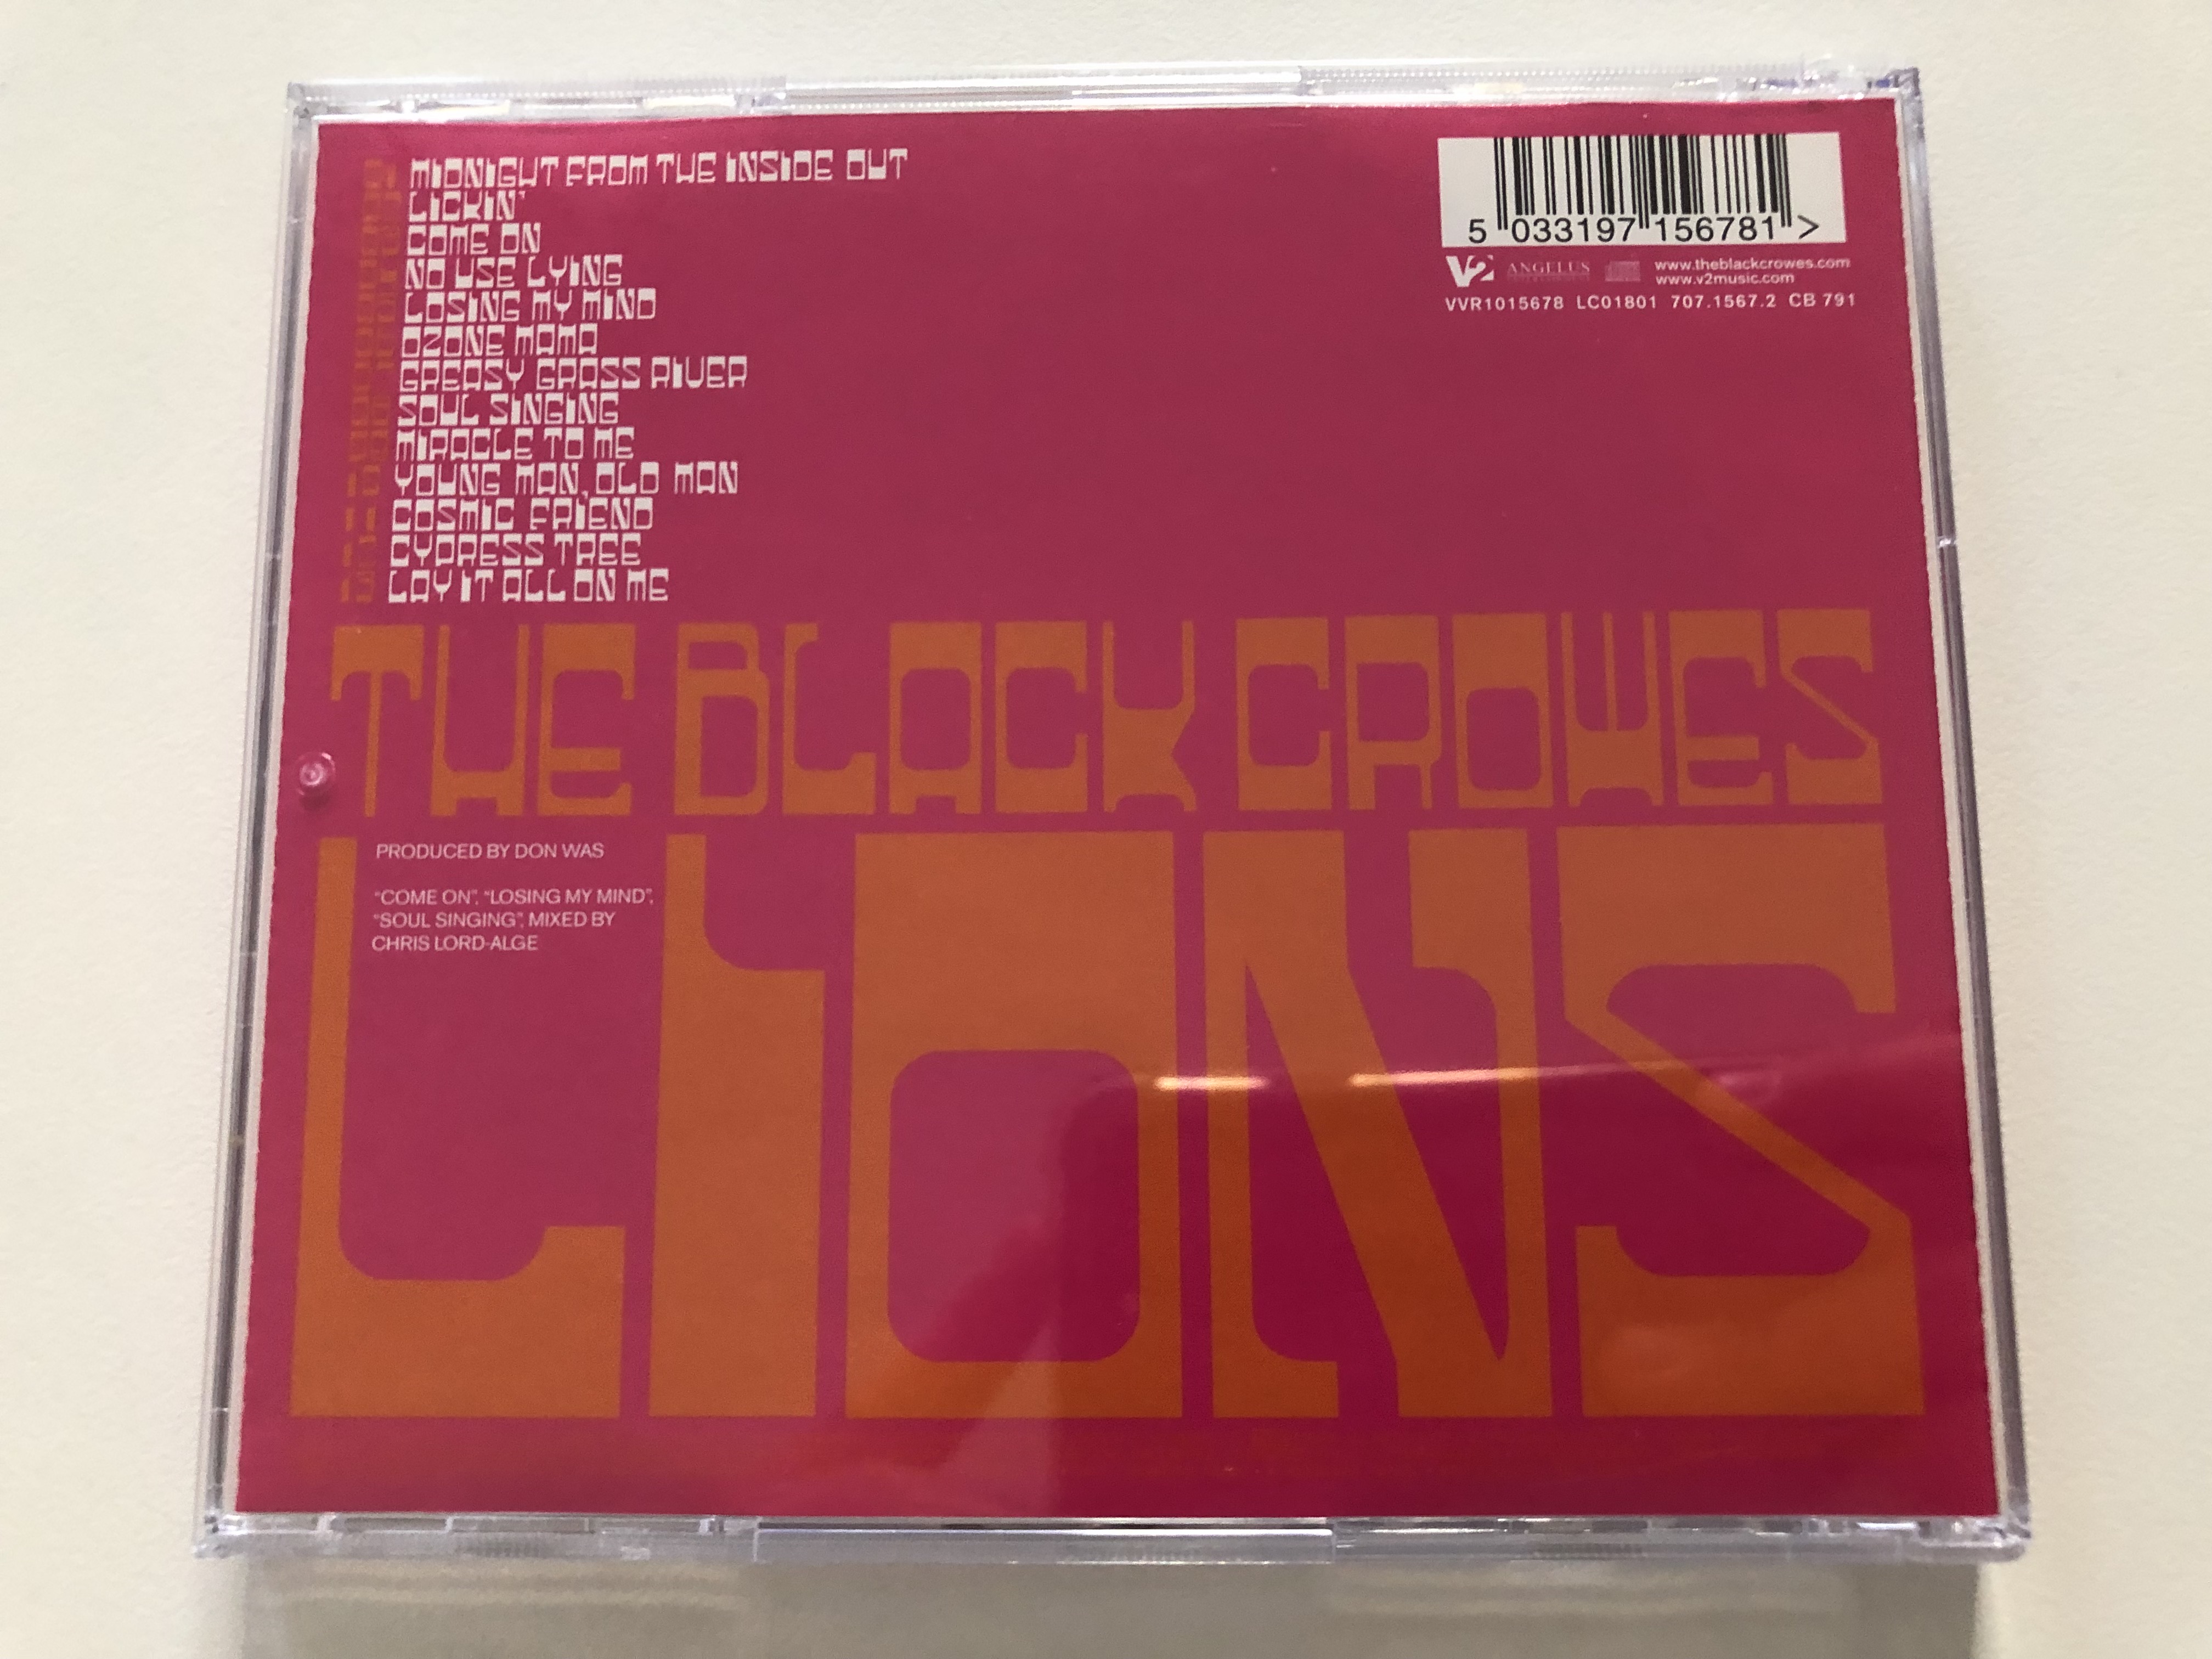 MIDNIGHT FROM THE INSIDE OUT
LICKIN'
COME ON
NO USE LYING
LOSING MY MIND
OZONE MAMA
GREASY GRASS RIVER
SOUL SINGING
MIRACLE TO ME
YOUNG MAN, OLD MAN
COSMIC FRIEND
CYPRESS TREE
LAY IT ALL ON ME
5 033197 156781 >
V2 ANGELUS
www.theblackcrowes.com
www.v2music.com
VVR1015678 LC01801 707.1567.2 CB 791
THE BLACK CROWES
LIONS
PRODUCED BY DON WAS
"COME ON", "LOSING MY MIND",
"SOUL SINGING", MIXED BY
CHRIS LORD-ALGE